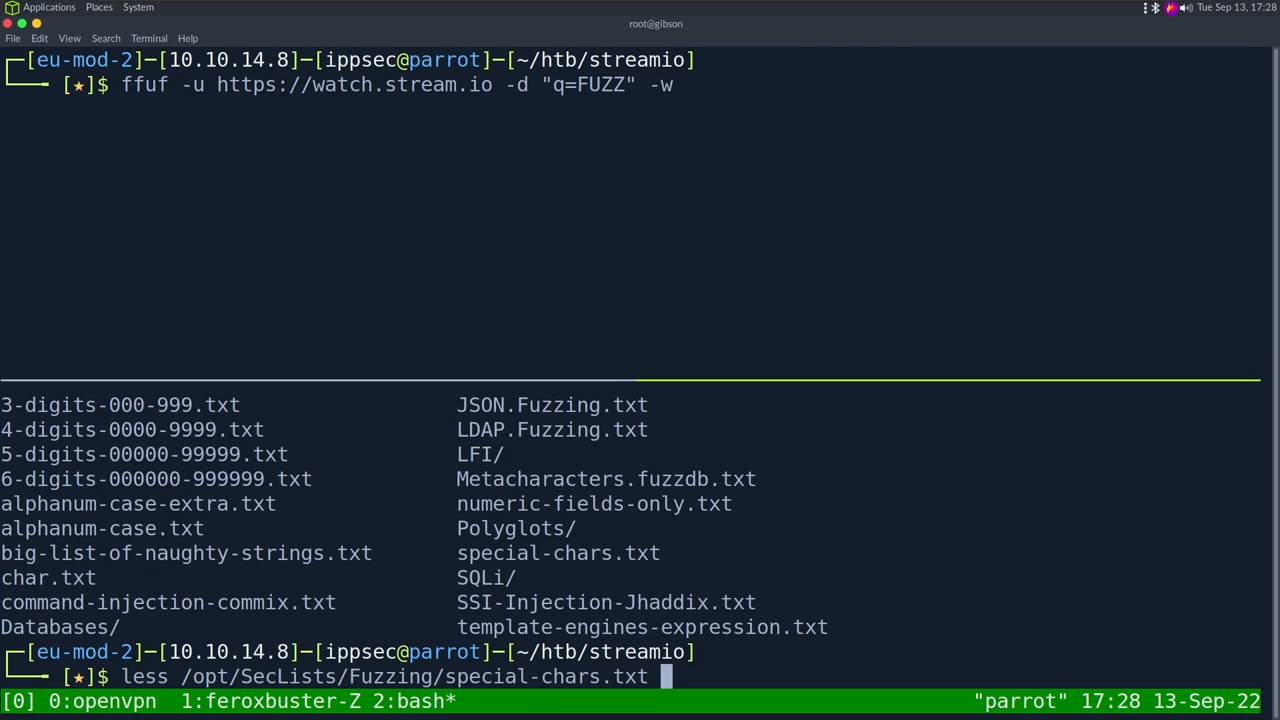 Applications Places System Tue Sep 13, 17:28
root@gibson
File Edit View Search Terminal Help
┌─[eu-mod-2]─[10.10.14.8]─[ippsec@parrot]─[~/htb/streamio]
└──╼ [★]$ ffuf -u https://watch.stream.io -d "q=FUZZ" -w
3-digits-000-999.txt JSON.Fuzzing.txt
4-digits-0000-9999.txt LDAP.Fuzzing.txt
5-digits-00000-99999.txt LFI/
6-digits-000000-999999.txt Metacharacters.fuzzdb.txt
alphanum-case-extra.txt numeric-fields-only.txt
alphanum-case.txt Polyglots/
big-list-of-naughty-strings.txt special-chars.txt
char.txt SQLi/
command-injection-commix.txt SSI-Injection-Jhaddix.txt
Databases/ template-engines-expression.txt
┌─[eu-mod-2]─[10.10.14.8]─[ippsec@parrot]─[~/htb/streamio]
└──╼ [★]$ less /opt/SecLists/Fuzzing/special-chars.txt
[0] 0:openvpn 1:feroxbuster-Z 2:bash* "parrot" 17:28 13-Sep-22